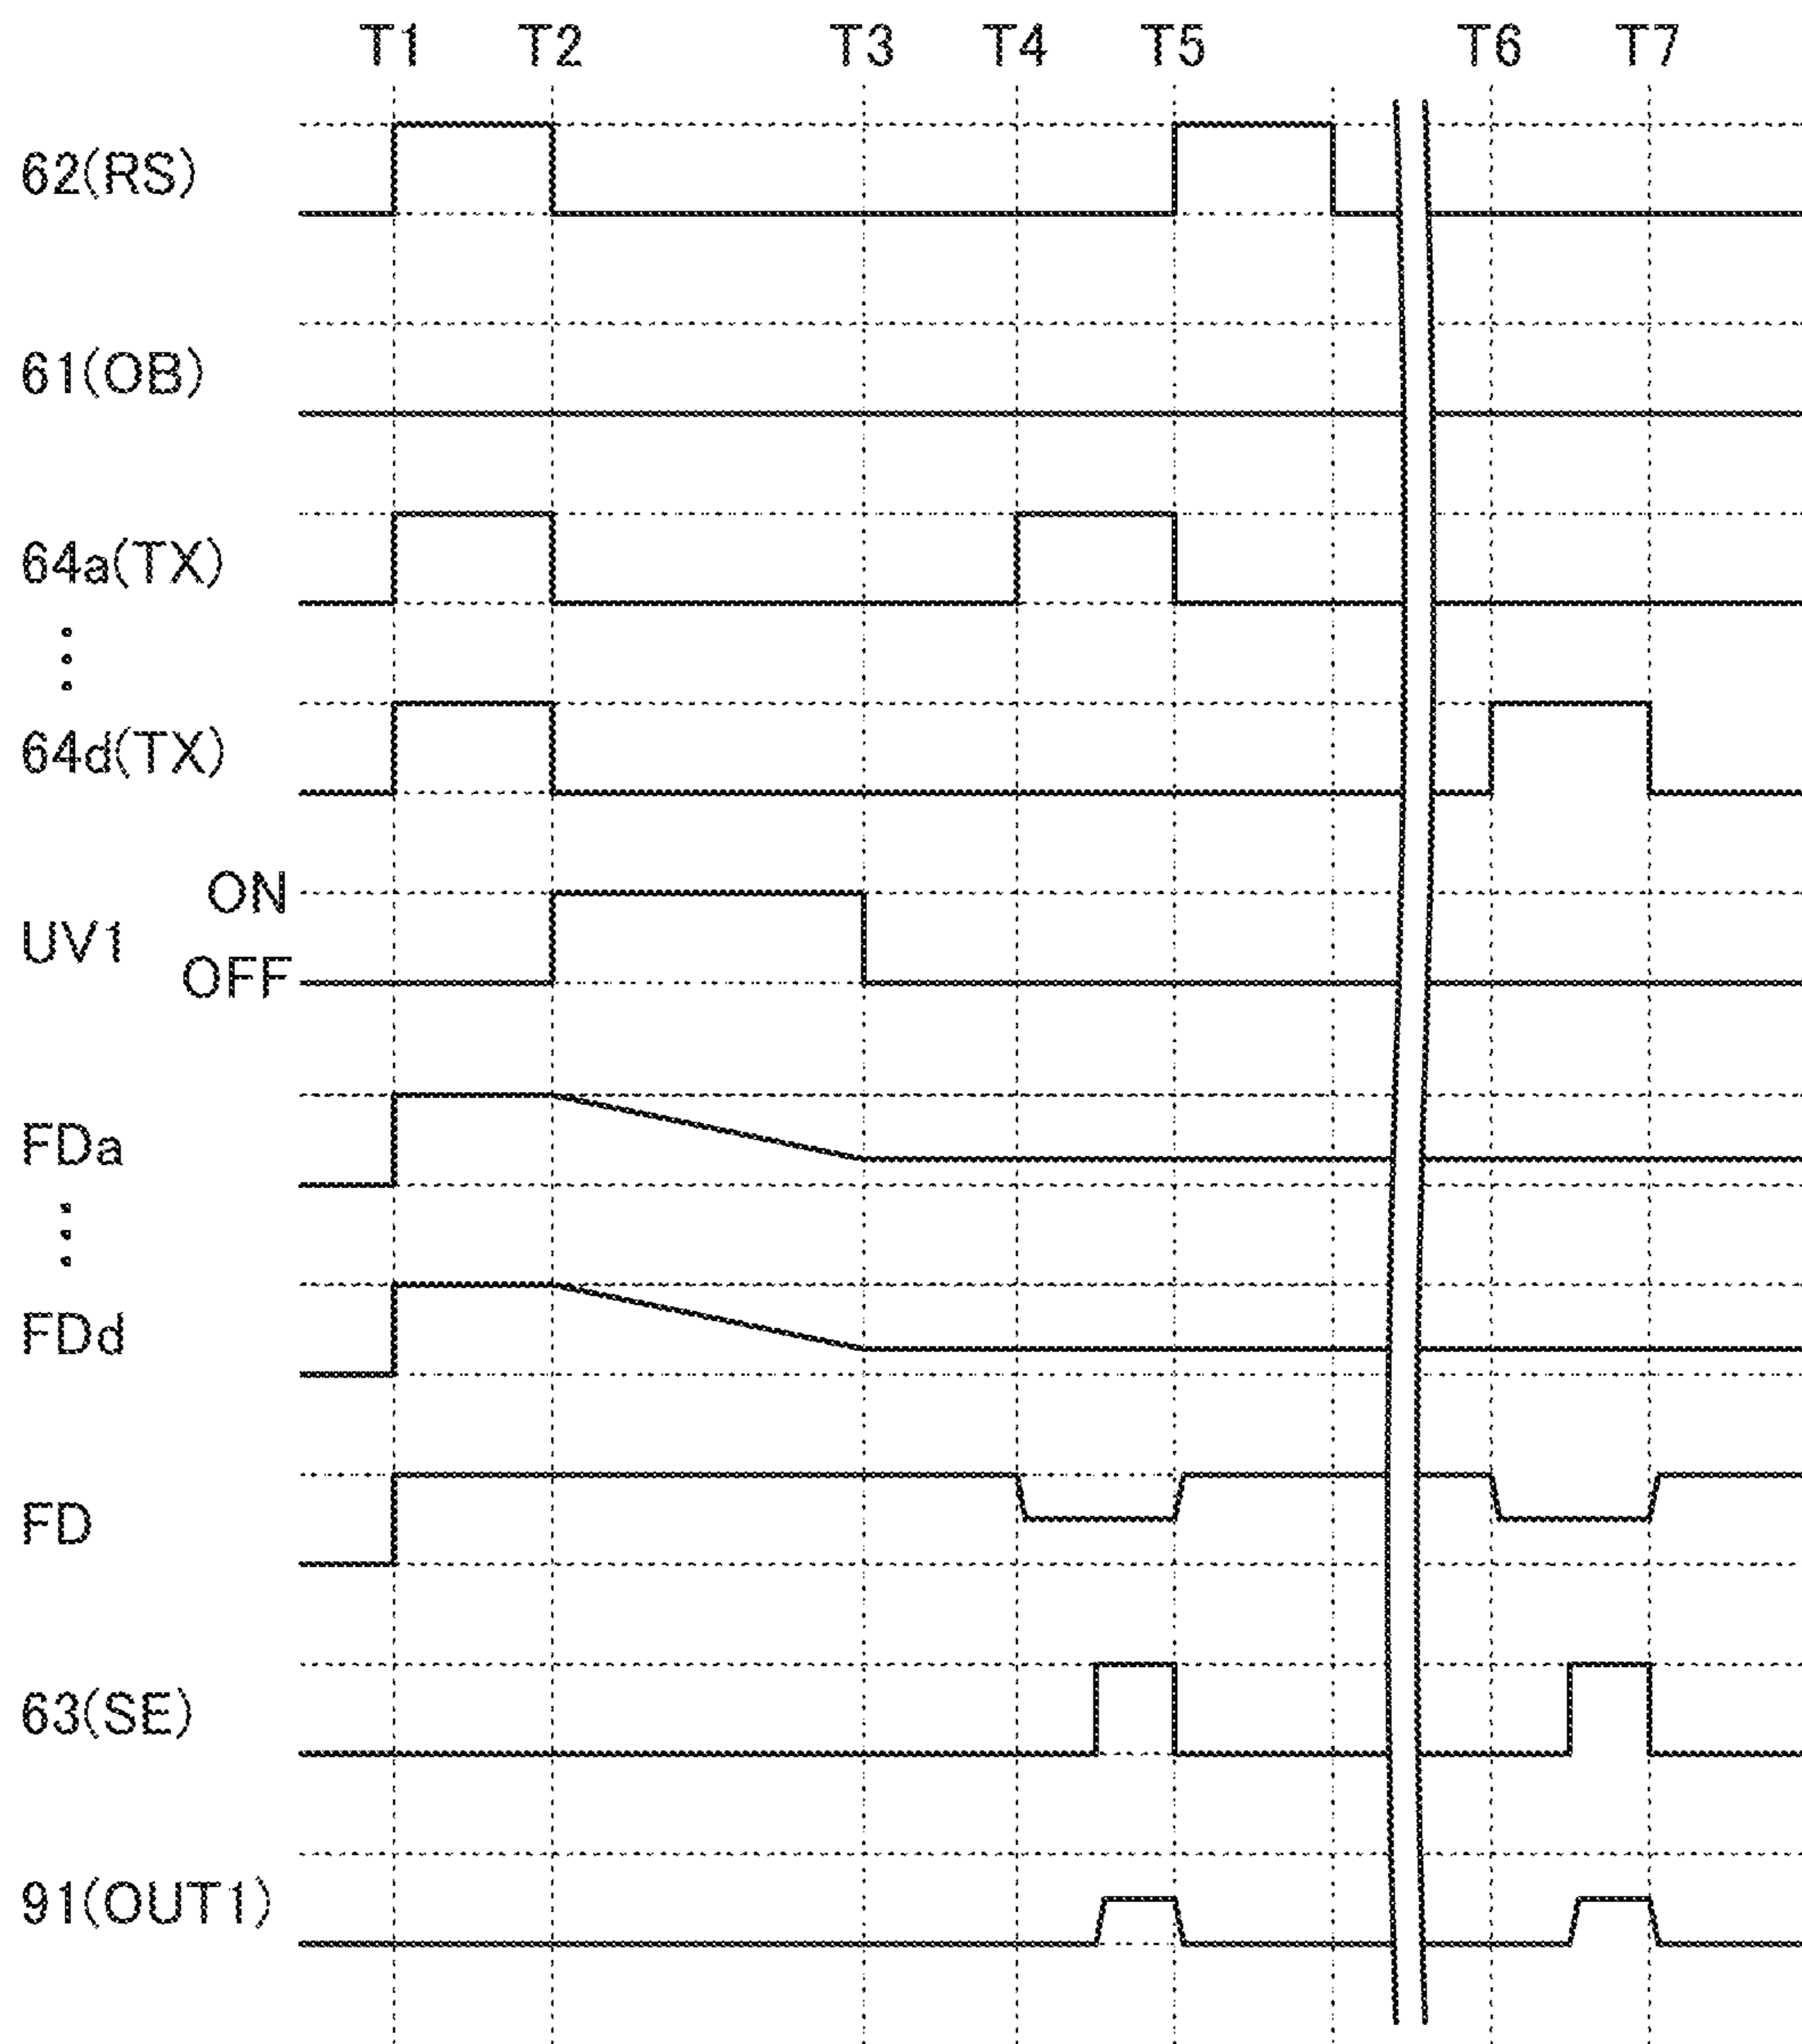 T1 T2 T3 T4 T5 T6 T7
62(RS)
61(OB)
64a(TX)
64d(TX)
ON
UV1
OFF
FDa
FDd
FD
63(SE)
91(OUT1)